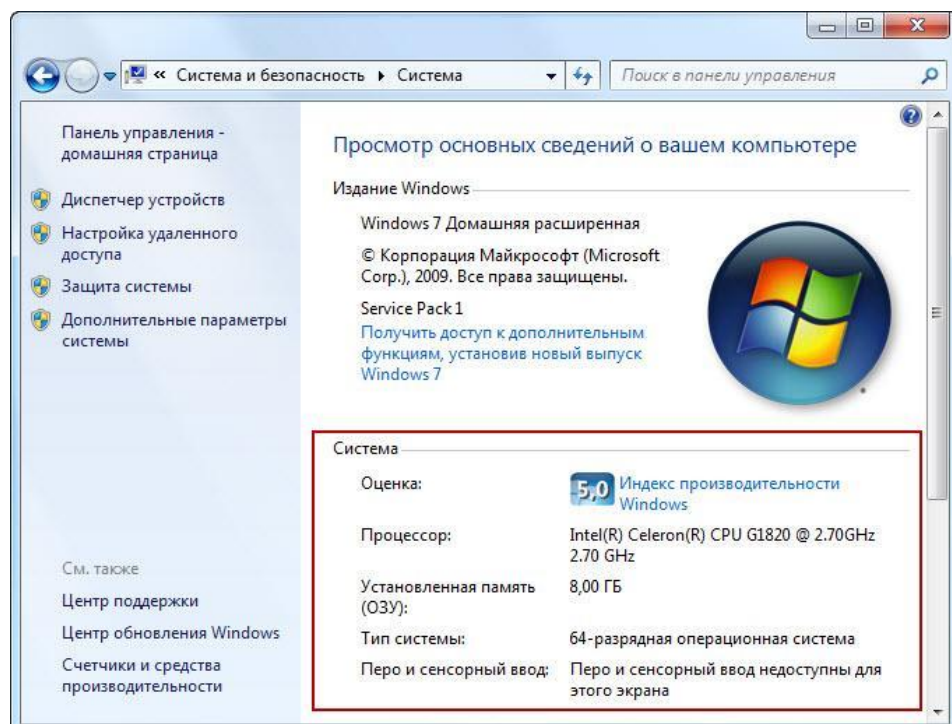 « Система и безопасность ▸ Система
Поиск в панели управления
Панель управления -
домашняя страница
Диспетчер устройств
Настройка удаленного
доступа
Защита системы
Дополнительные параметры
системы
См. также
Центр поддержки
Центр обновления Windows
Счетчики и средства
производительности
Просмотр основных сведений о вашем компьютере
Издание Windows
Windows 7 Домашняя расширенная
© Корпорация Майкрософт (Microsoft
Corp.), 2009. Все права защищены.
Service Pack 1
Получить доступ к дополнительным
функциям, установив новый выпуск
Windows 7
Система
Оценка:
5,0 Индекс производительности
Windows
Процессор:
Intel(R) Celeron(R) CPU G1820 @ 2.70GHz
2.70 GHz
Установленная память
(ОЗУ):
8,00 ГБ
Тип системы:
64-разрядная операционная система
Перо и сенсорный ввод:
Перо и сенсорный ввод недоступны для
этого экрана